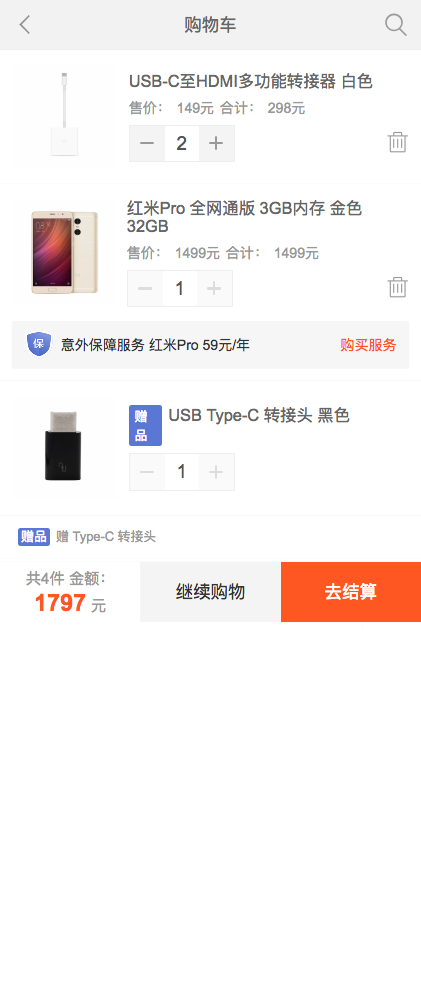 购物车
USB-C至HDMI多功能转接器 白色
售价： 149元 合计： 298元
2
红米Pro 全网通版 3GB内存 金色
32GB
售价： 1499元 合计： 1499元
1
保 意外保障服务 红米Pro 59元/年 购买服务
赠品 USB Type-C 转接头 黑色
1
赠品 赠 Type-C 转接头
共4件 金额：
1797 元
继续购物
去结算